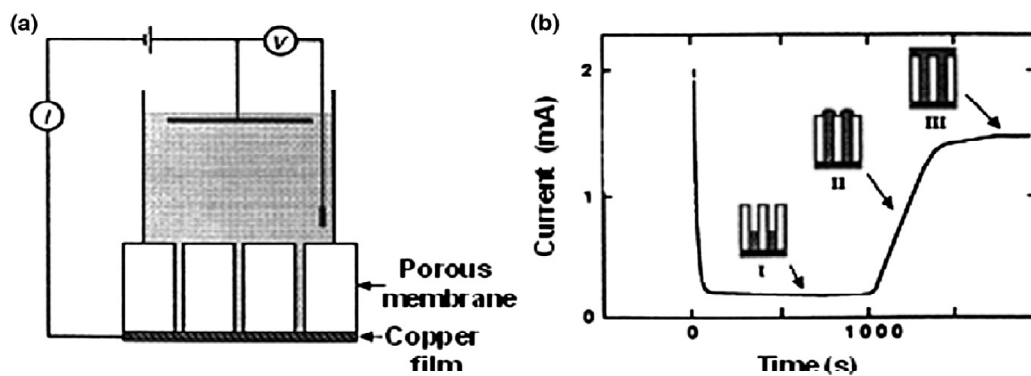 (a)
V
I
Porous
membrane
Copper
film
(b)
Current (mA)
2
1
0
I
II
III
0
1000
Time (s)